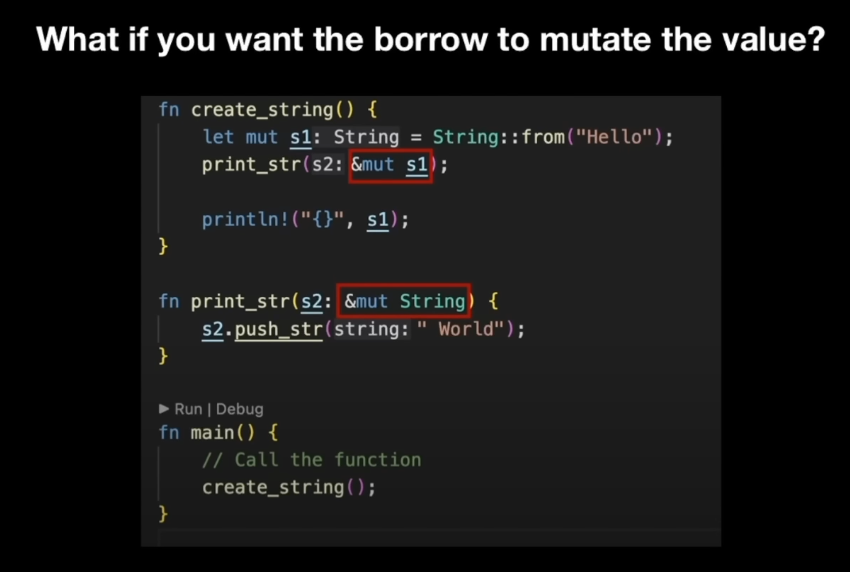 What if you want the borrow to mutate the value?
fn create_string() {
let mut s1: String = String::from("Hello");
print_str(s2: &mut s1);
println!("{}", s1);
}
fn print_str(s2: &mut String) {
s2.push_str(string: " World");
}
▶ Run | Debug
fn main() {
// Call the function
create_string();
}